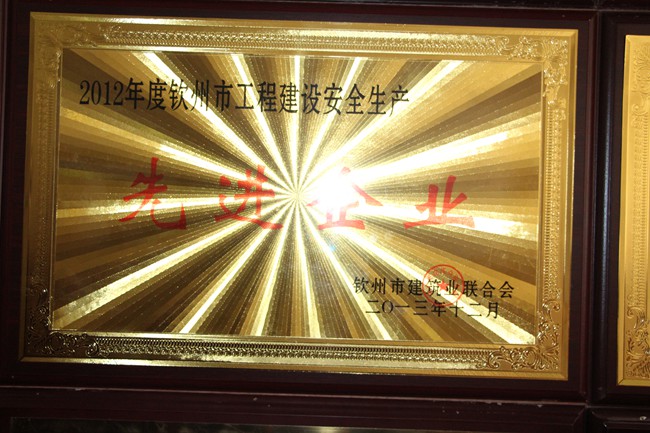 2012年度钦州市工程建设安全生产
先进企业
钦州市建筑业联合会
二〇一三年十二月